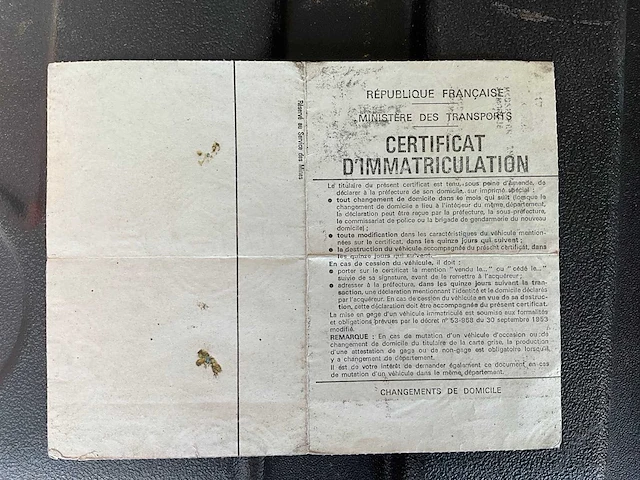 Réservé au Service des Mines
RÉPUBLIQUE FRANÇAISE
MINISTÈRE DES TRANSPORTS
CERTIFICAT
D'IMMATRICULATION
Le titulaire du présent certificat est tenu, sous peine d'amende, de
déclarer à la préfecture de son domicile, sur imprimé spécial :
● tout changement de domicile dans le mois qui suit (lorsque le
changement de domicile a lieu à l'intérieur du même département,
la déclaration peut être reçue par la préfecture, la sous-préfecture,
le commissariat de police ou la brigade de gendarmerie du nouveau
domicile) ;
● toute modification dans les caractéristiques du véhicule mention-
nées sur le certificat, dans les quinze jours qui suivent ;
● la destruction du véhicule accompagnée du présent certificat, dans
les quinze jours qui suivent.
En cas de cession du véhicule, il doit :
● porter sur le certificat la mention "vendu le..." ou "cédé le..."
suivie de sa signature, avant de le remettre à l'acquéreur ;
● adresser à la préfecture, dans les quinze jours suivant la tran-
saction, une déclaration mentionnant l'identité et le domicile déclarés
par l'acquéreur. En cas de cession du véhicule en vue de sa destruc-
tion, cette déclaration doit être accompagnée du présent certificat.
La mise en gage d'un véhicule immatriculé est soumise aux formalités
et obligations prévues par le décret n° 53-968 du 30 septembre 1953
modifié.
REMARQUE : En cas de mutation d'un véhicule d'occasion ou de
changement de domicile du titulaire de la carte grise, la production
d'une attestation de gage ou de non-gage est obligatoire lorsqu'il
y a changement de département.
Il est de votre intérêt de demander également ce document en cas
de mutation d'un véhicule dans le même département.
CHANGEMENTS DE DOMICILE